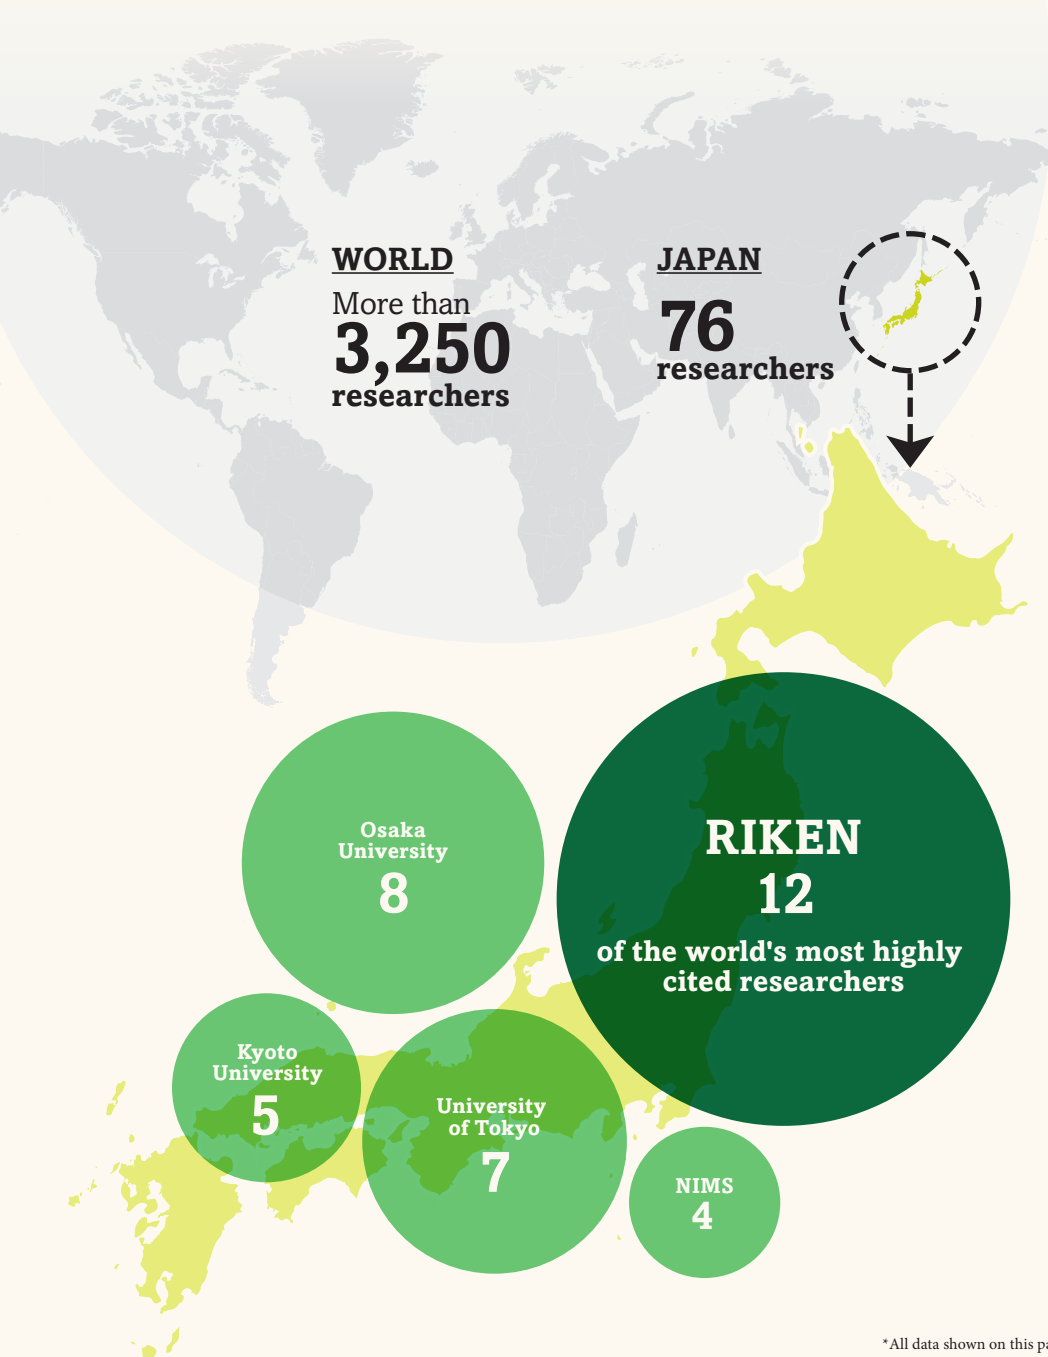 WORLD
More than
3,250
researchers
JAPAN
76
researchers
Osaka
University
8
RIKEN
12
of the world's most highly
cited researchers
Kyoto
University
5
University
of Tokyo
7
NIMS
4
*All data shown on this